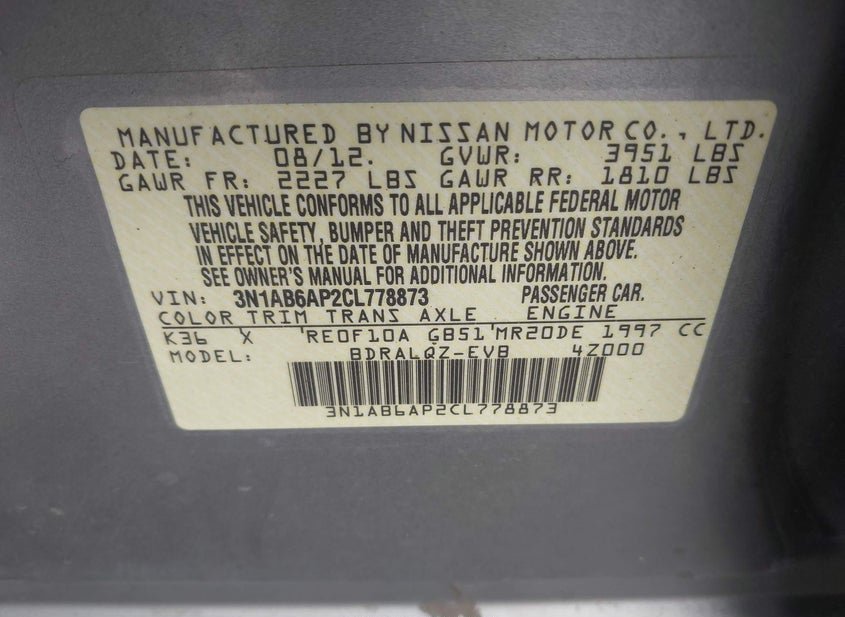 MANUFACTURED BY NISSAN MOTOR CO., LTD.
DATE: 08/12. GVWR: 3951 LBS
GAWR FR: 2227 LBS GAWR RR: 1810 LBS
THIS VEHICLE CONFORMS TO ALL APPLICABLE FEDERAL MOTOR
VEHICLE SAFETY, BUMPER AND THEFT PREVENTION STANDARDS
IN EFFECT ON THE DATE OF MANUFACTURE SHOWN ABOVE.
SEE OWNER'S MANUAL FOR ADDITIONAL INFORMATION.
VIN: 3N1AB6AP2CL778873 PASSENGER CAR.
COLOR TRIM TRANS AXLE ENGINE
K36 X RE0F10A GB51 MR20DE 1997 CC
MODEL: BDRALQZ-EVB 4Z000
3N1AB6AP2CL778873